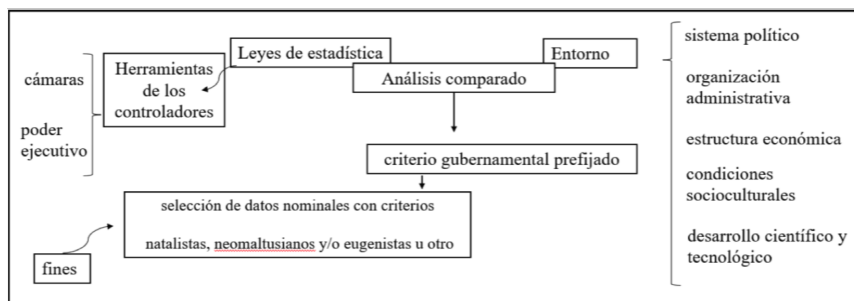 cámaras
poder
ejecutivo
Herramientas
de los
controladores
Leyes de estadística
Entorno
Análisis comparado
criterio gubernamental prefijado
selección de datos nominales con criterios
natalistas, neomaltusianos y/o eugenistas u otro
fines
sistema político
organización
administrativa
estructura económica
condiciones
socioculturales
desarrollo científico y
tecnológico